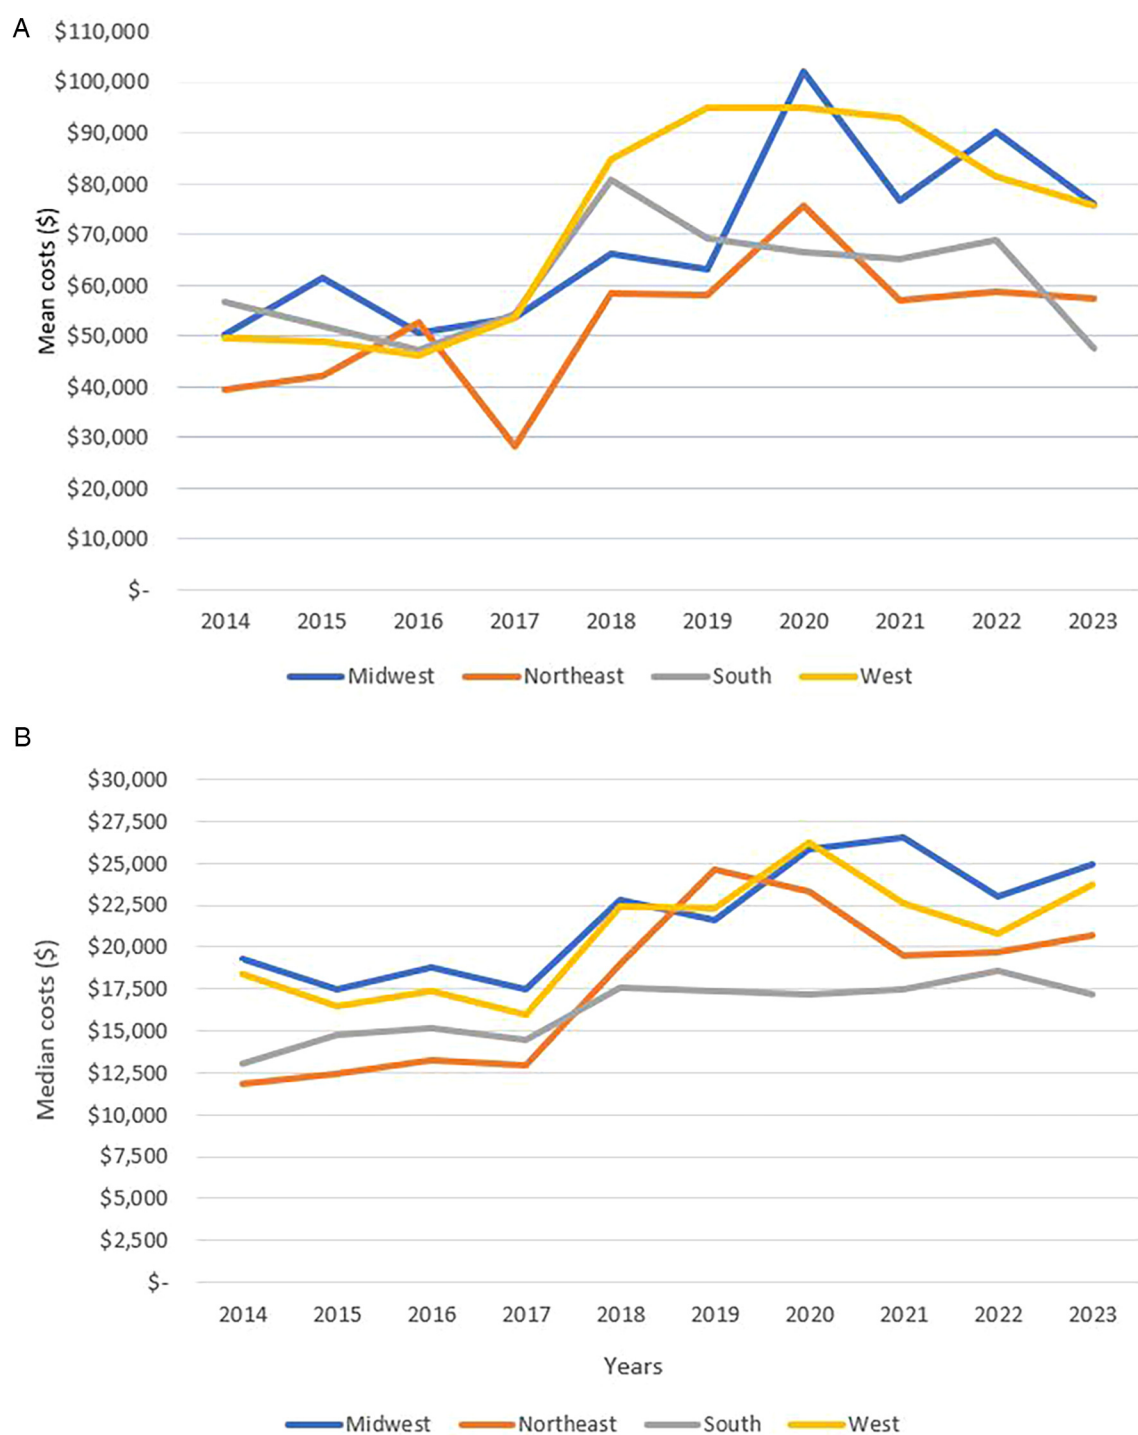 A
$110,000
$100,000
$90,000
$80,000
$70,000
$60,000
$50,000
$40,000
$30,000
$20,000
$10,000
$-
Mean costs ($)
2014 2015 2016 2017 2018 2019 2020 2021 2022 2023
Midwest Northeast South West
B
$30,000
$27,500
$25,000
$22,500
$20,000
$17,500
$15,000
$12,500
$10,000
$7,500
$5,000
$2,500
$-
Median costs ($)
2014 2015 2016 2017 2018 2019 2020 2021 2022 2023
Years
Midwest Northeast South West